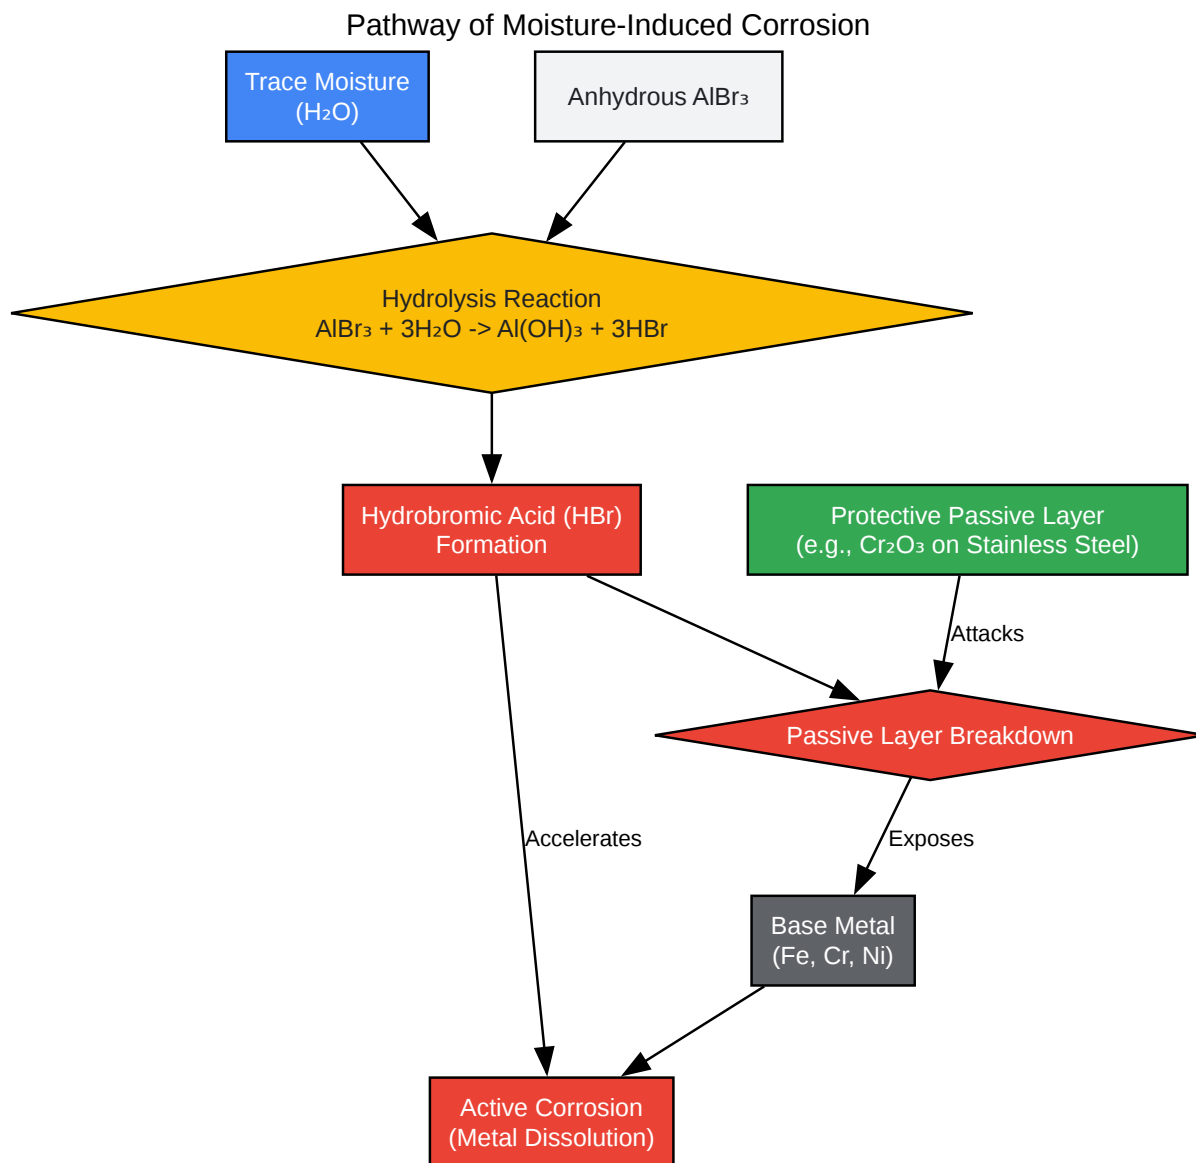 Pathway of Moisture-Induced Corrosion
Trace Moisture
(H₂O)
Anhydrous AlBr₃
Hydrolysis Reaction
AlBr₃ + 3H₂O -> Al(OH)₃ + 3HBr
Hydrobromic Acid (HBr)
Formation
Protective Passive Layer
(e.g., Cr₂O₃ on Stainless Steel)
Attacks
Passive Layer Breakdown
Accelerates
Exposes
Base Metal
(Fe, Cr, Ni)
Active Corrosion
(Metal Dissolution)